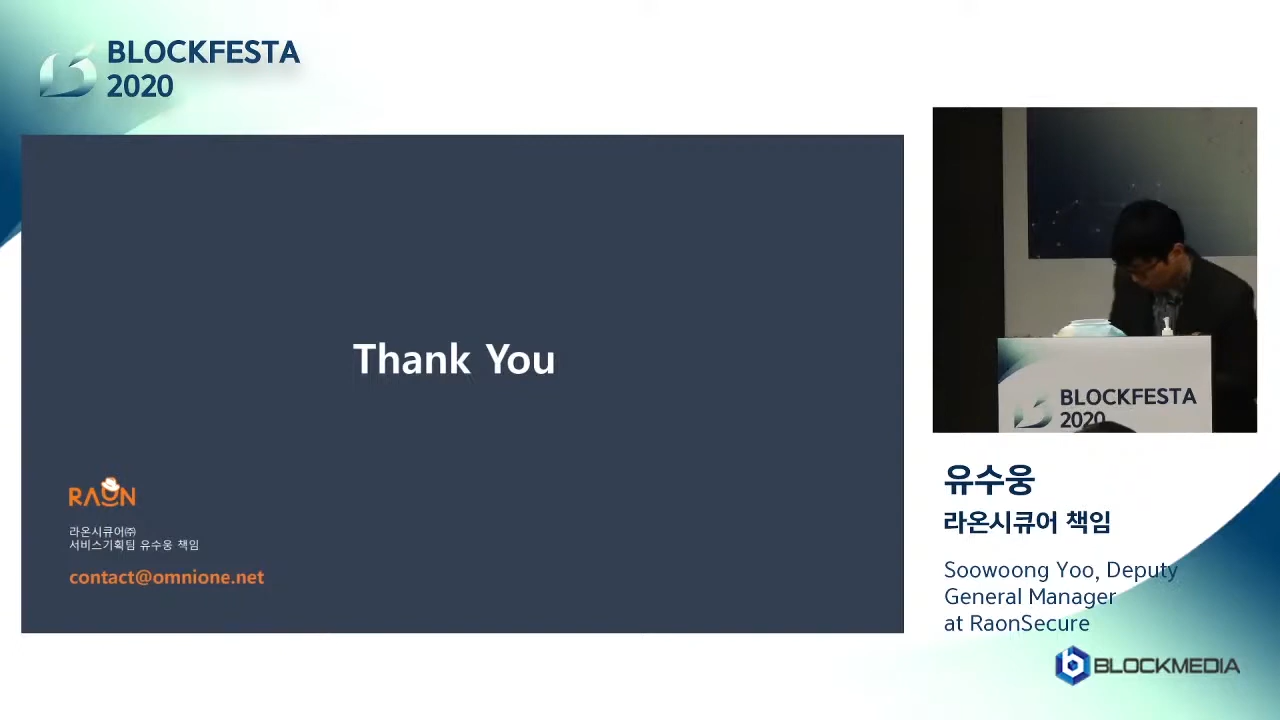 BLOCKFESTA
2020
Thank You
RAON
라온시큐어㈜
서비스기획팀 유수웅 책임
contact@omnione.net
BLOCKFESTA
2020
유수웅
라온시큐어 책임
Soowoong Yoo, Deputy
General Manager
at RaonSecure
BLOCKMEDIA